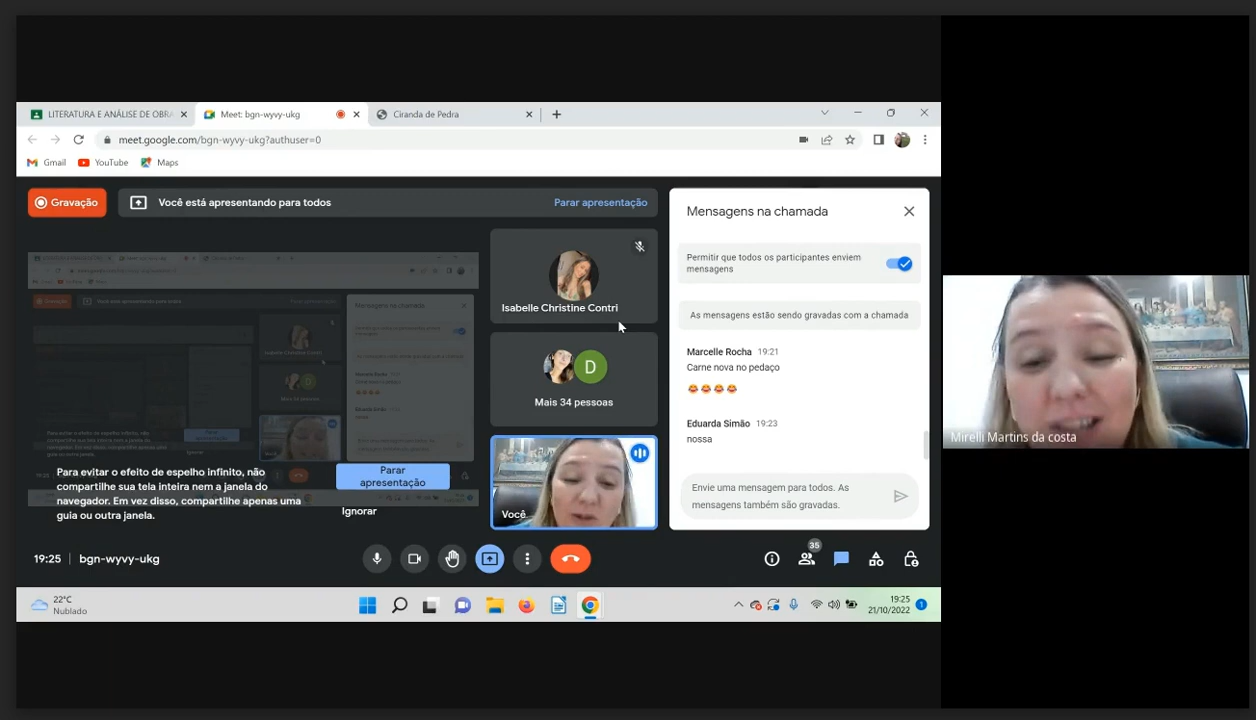 LITERATURA E ANÁLISE DE OBR
Meet: bgn-wyvy-ukg
Ciranda de Pedra
meet.google.com/bgn-wyvy-ukg?authuser=0
Gmail
YouTube
Maps
Gravação
Você está apresentando para todos
Parar apresentação
Isabelle Christine Contri
D
Mais 34 pessoas
Você
Para evitar o efeito de espelho infinito, não
compartilhe sua tela inteira nem a janela do
navegador. Em vez disso, compartilhe apenas uma
guia ou outra janela.
Parar
apresentação
Ignorar
Mensagens na chamada
Permitir que todos os participantes enviem
mensagens
As mensagens estão sendo gravadas com a chamada
Marcelle Rocha 19:21
Carne nova no pedaço
Eduarda Simão 19:23
nossa
Envie uma mensagem para todos. As
mensagens também são gravadas.
Mirelli Martins da costa
19:25 | bgn-wyvy-ukg
35
22°C
Nublado
19:25
21/10/2022
1